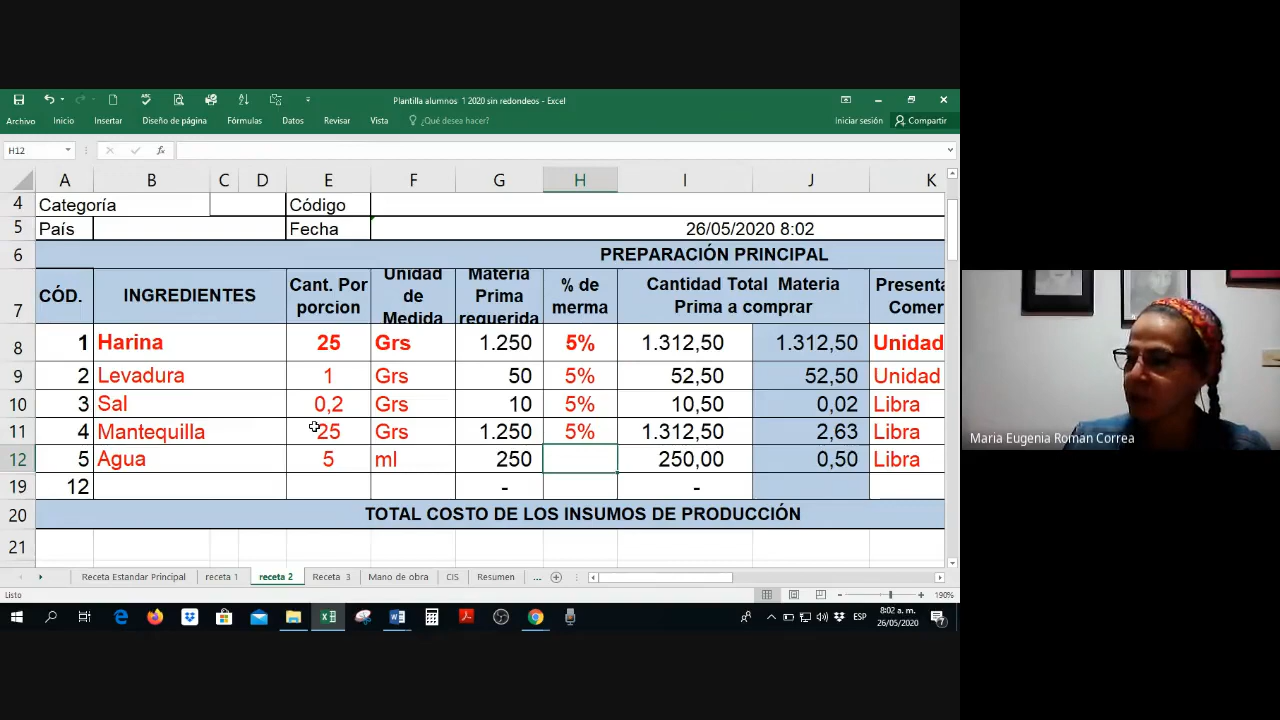 Plantilla alumnos 1 2020 sin redondeos - Excel
Archivo Inicio Insertar Diseño de página Fórmulas Datos Revisar Vista ¿Qué desea hacer? Iniciar sesión Compartir
H12 fx
A B C D E F G H I J K
4 Categoría Código
5 País Fecha 26/05/2020 8:02
6 PREPARACIÓN PRINCIPAL
7 CÓD. INGREDIENTES Cant. Por porcion Unidad de Medida Materia Prima requerida % de merma Cantidad Total Materia Prima a comprar Presenta Comer
8 1 Harina 25 Grs 1.250 5% 1.312,50 1.312,50 Unidad
9 2 Levadura 1 Grs 50 5% 52,50 52,50 Unidad
10 3 Sal 0,2 Grs 10 5% 10,50 0,02 Libra
11 4 Mantequilla 25 Grs 1.250 5% 1.312,50 2,63 Libra
12 5 Agua 5 ml 250 250,00 0,50 Libra
19 12 - -
20 TOTAL COSTO DE LOS INSUMOS DE PRODUCCIÓN
21
Receta Estandar Principal receta 1 receta 2 Receta 3 Mano de obra CIS Resumen ...
Listo 190%
ESP 8:02 a. m.
26/05/2020
Maria Eugenia Roman Correa